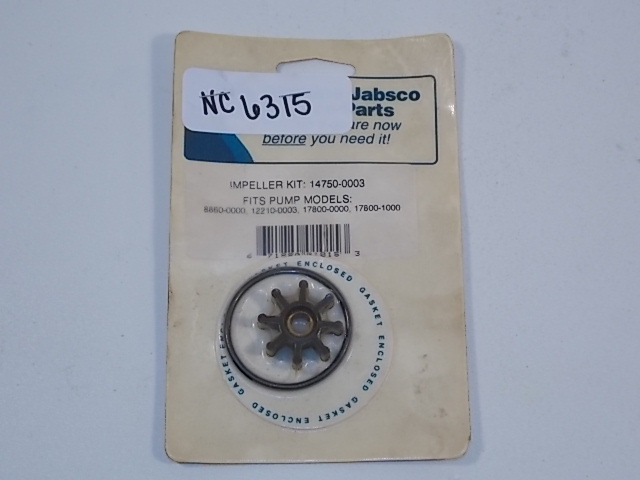 NC 6315
Jabsco
Parts
are now
before you need it!
IMPELLER KIT: 14750-0003
FITS PUMP MODELS:
8860-0000, 12210-0003, 17800-0000, 17800-1000
GASKET ENCLOSED GASKET ENCLOSED GASKET ENCLOSED